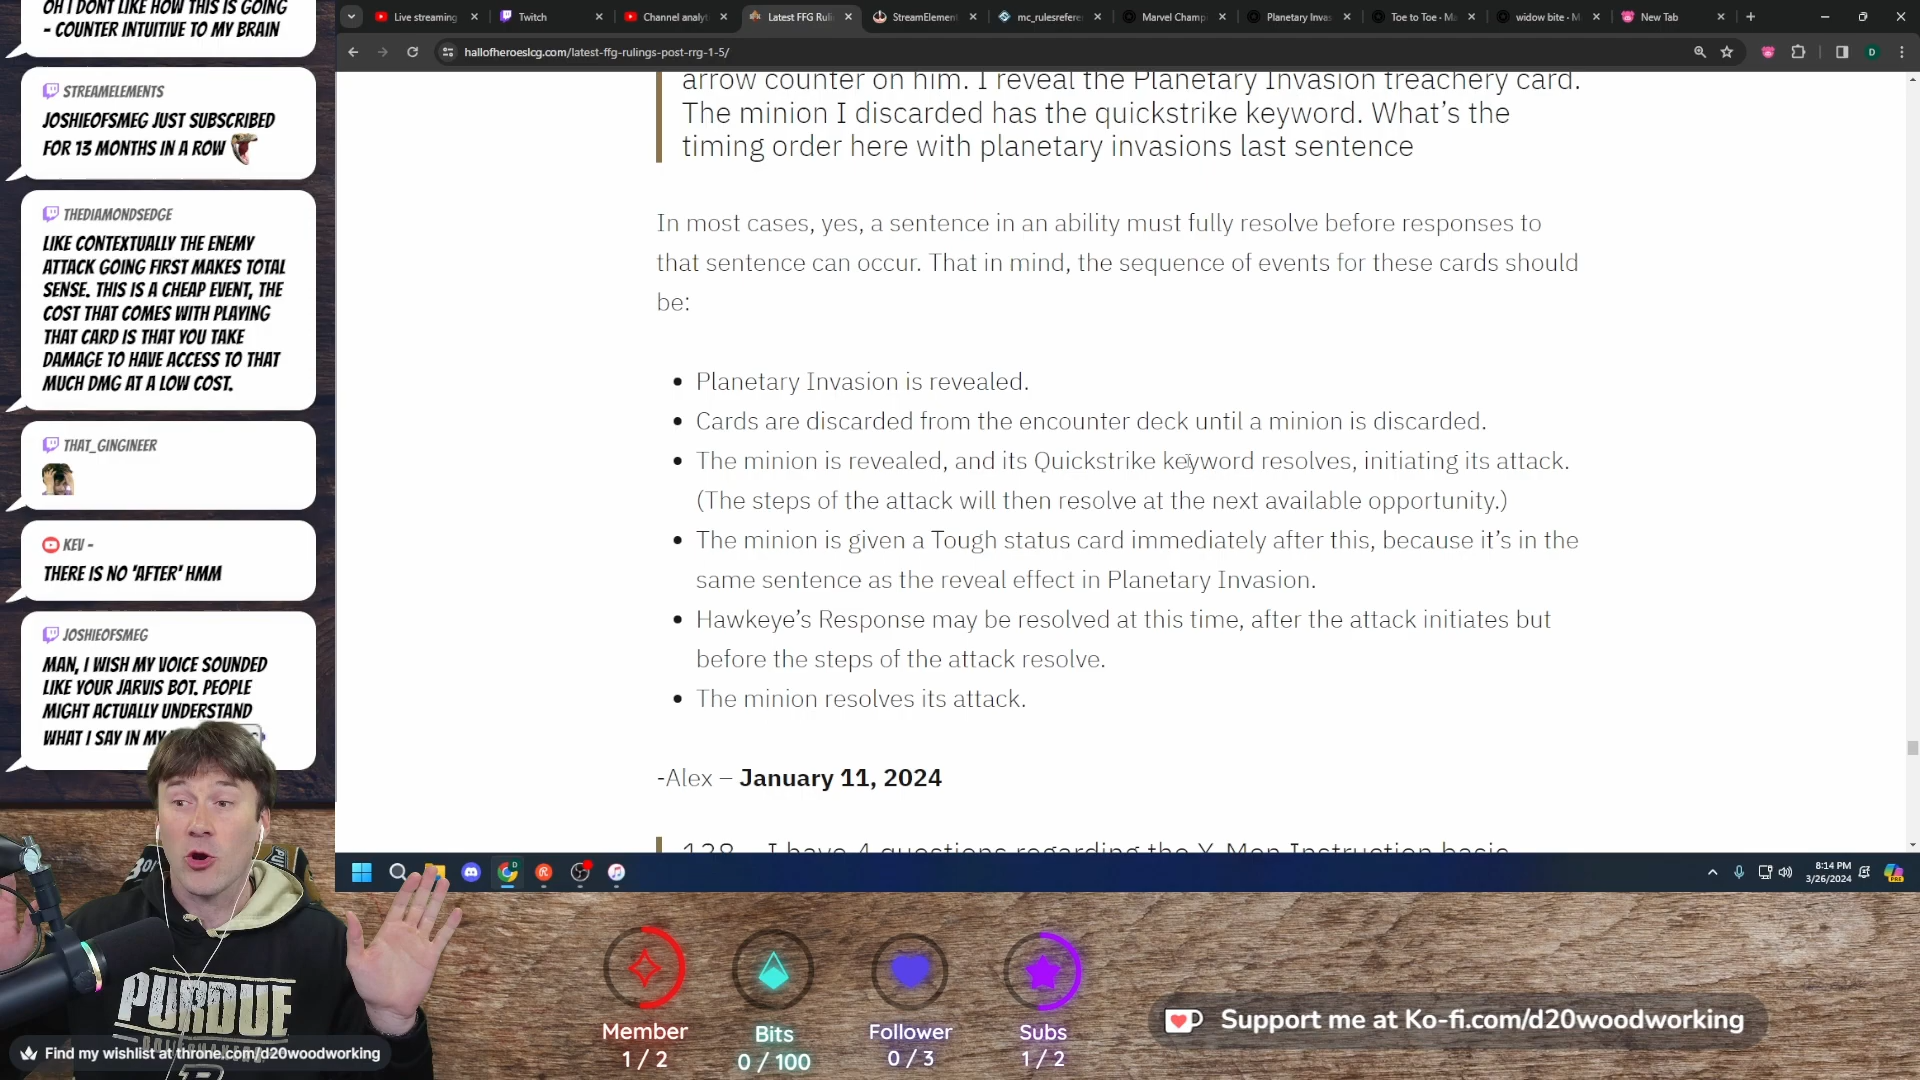 OH I DONT LIKE HOW THIS IS GOING
- COUNTER INTUITIVE TO MY BRAIN
STREAMELEMENTS
JOSHIEOFSMEG JUST SUBSCRIBED
FOR 13 MONTHS IN A ROW
THEDIAMONDSEDGE
LIKE CONTEXTUALLY THE ENEMY
ATTACK GOING FIRST MAKES TOTAL
SENSE. THIS IS A CHEAP EVENT, THE
COST THAT COMES WITH PLAYING
THAT CARD IS THAT YOU TAKE
DAMAGE TO HAVE ACCESS TO THAT
MUCH DMG AT A LOW COST.
THAT_GINGINEER
KEV -
THERE IS NO 'AFTER' HMM
JOSHIEOFSMEG
MAN, I WISH MY VOICE SOUNDED
LIKE YOUR JARVIS BOT. PEOPLE
MIGHT ACTUALLY UNDERSTAND
WHAT I SAY IN MY
Live streaming
Twitch
Channel analyt
Latest FFG Ruli
StreamElement
mc_rulesrefere
Marvel Champ
Planetary Invas
Toe to Toe - Ma
widow bite - M
New Tab
hallofheroeslcg.com/latest-ffg-rulings-post-rrg-1-5/
arrow counter on him. I reveal the Planetary Invasion treachery card.
The minion I discarded has the quickstrike keyword. What's the
timing order here with planetary invasions last sentence
In most cases, yes, a sentence in an ability must fully resolve before responses to
that sentence can occur. That in mind, the sequence of events for these cards should
be:
• Planetary Invasion is revealed.
• Cards are discarded from the encounter deck until a minion is discarded.
• The minion is revealed, and its Quickstrike keyword resolves, initiating its attack.
(The steps of the attack will then resolve at the next available opportunity.)
• The minion is given a Tough status card immediately after this, because it's in the
same sentence as the reveal effect in Planetary Invasion.
• Hawkeye's Response may be resolved at this time, after the attack initiates but
before the steps of the attack resolve.
• The minion resolves its attack.
-Alex – January 11, 2024
138 – I have 4 questions regarding the X-Men Instruction basic
8:14 PM
3/26/2024
PURDUE
Find my wishlist at throne.com/d20woodworking
Member
1 / 2
Bits
0 / 100
Follower
0 / 3
Subs
1 / 2
Support me at Ko-fi.com/d20woodworking